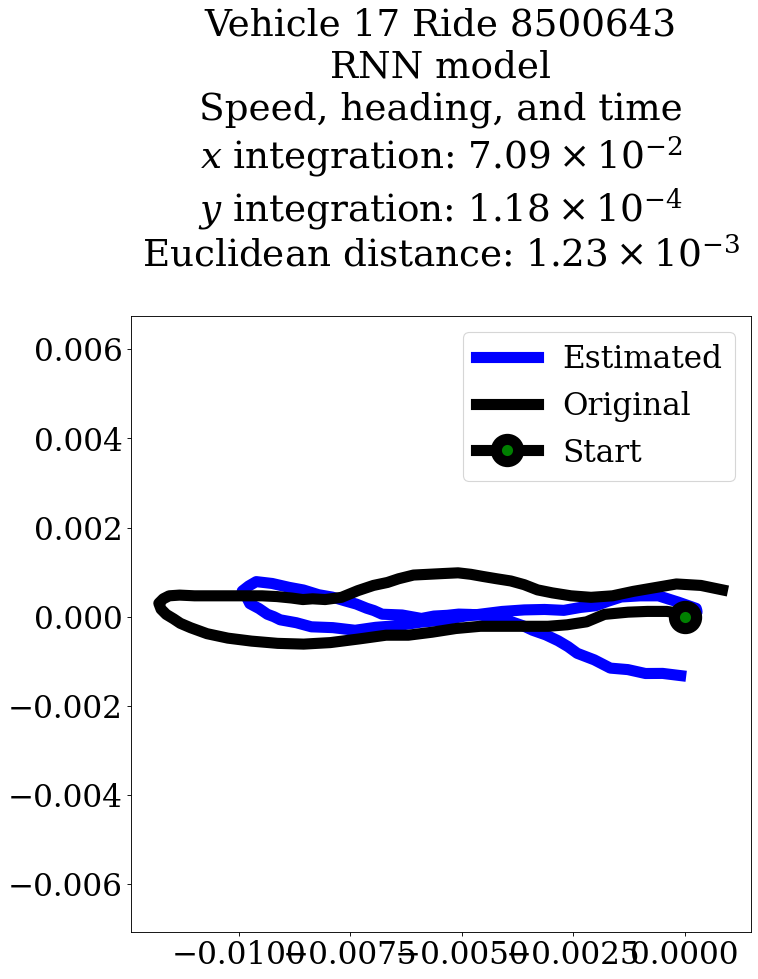 Vehicle 17 Ride 8500643
RNN model
Speed, heading, and time
x integration: 7.09 × 10⁻²
y integration: 1.18 × 10⁻⁴
Euclidean distance: 1.23 × 10⁻³
Estimated
Original
Start
0.006
0.004
0.002
0.000
−0.002
−0.004
−0.006
−0.0100 −0.0075 −0.0050 −0.0025 0.0000